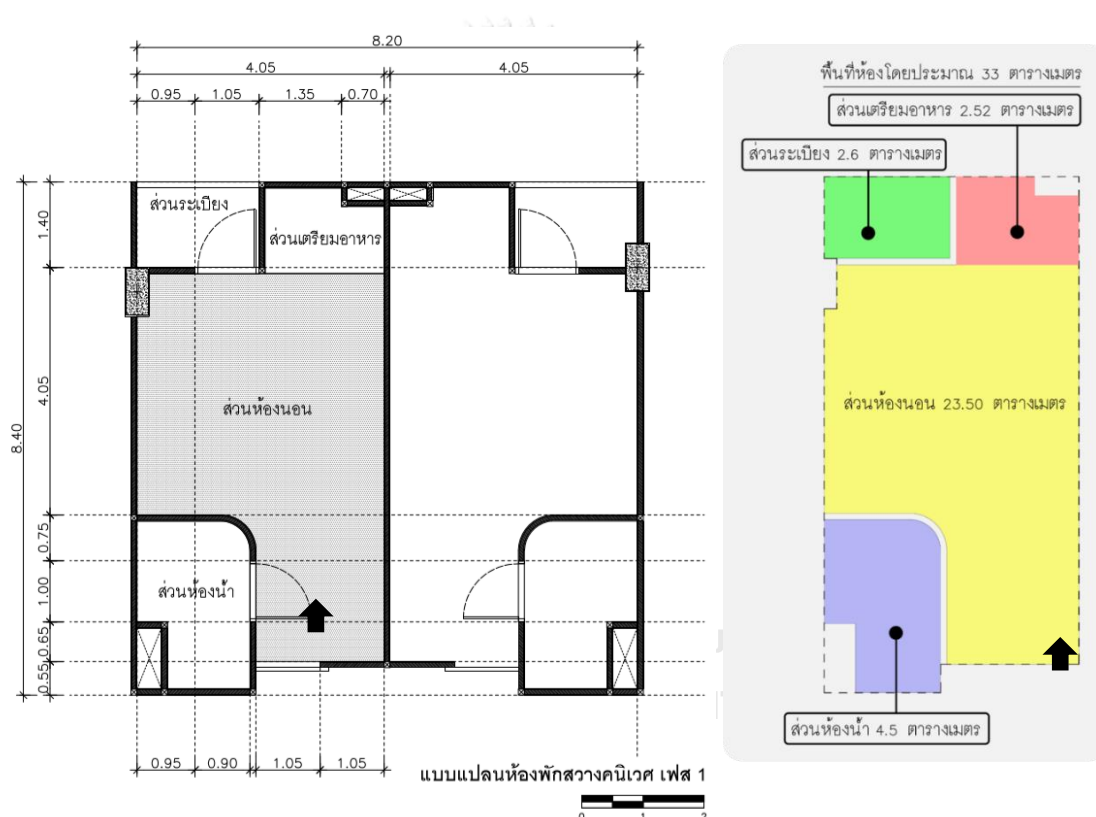 8.20
4.05 4.05
0.95 1.05 1.35 0.70
พื้นที่ห้องโดยประมาณ 33 ตารางเมตร
ส่วนเตรียมอาหาร 2.52 ตารางเมตร
ส่วนระเบียง 2.6 ตารางเมตร
ส่วนระเบียง
ส่วนเตรียมอาหาร
1.40
ส่วนห้องนอน
ส่วนห้องนอน 23.50 ตารางเมตร
4.05
8.40
0.75
1.00
ส่วนห้องน้ำ
0.65
0.55
ส่วนห้องน้ำ 4.5 ตารางเมตร
0.95 0.90 1.05 1.05
แบบแปลนห้องพักสวางคนิเวศ เฟส 1
0 1 2